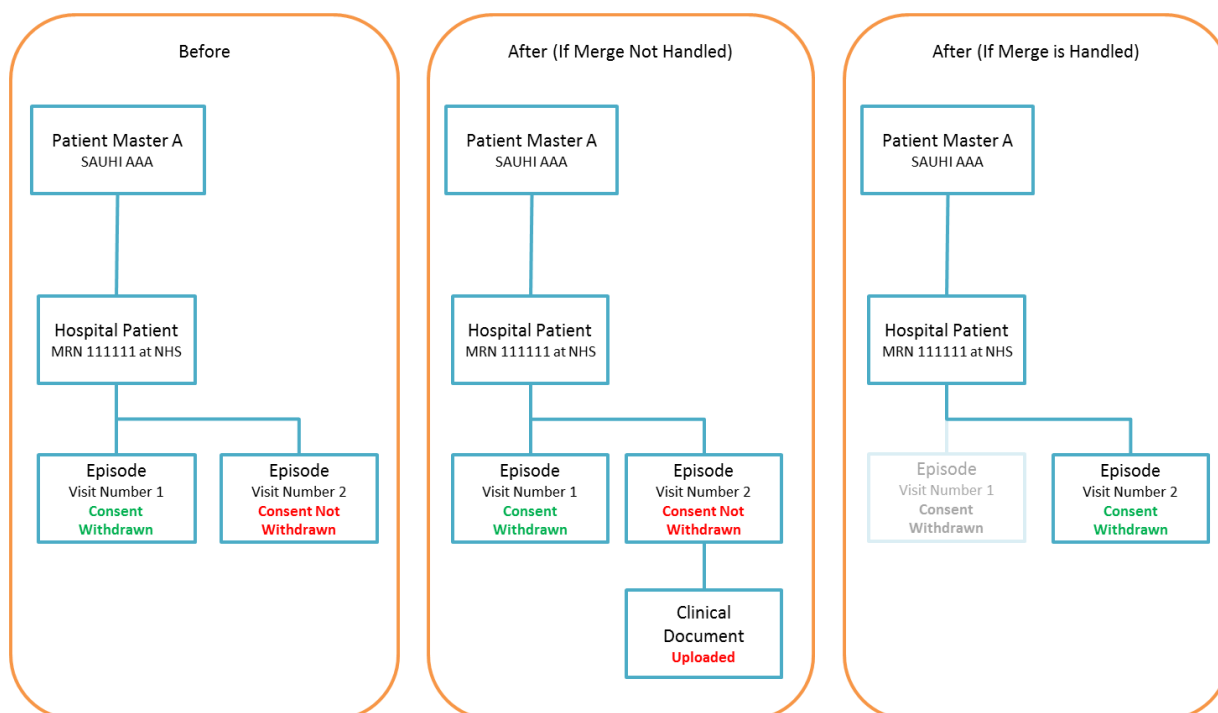 Before
Patient Master A
SAUHI AAA
Hospital Patient
MRN 111111 at NHS
Episode
Visit Number 1
Consent
Withdrawn
Episode
Visit Number 2
Consent Not
Withdrawn
After (If Merge Not Handled)
Patient Master A
SAUHI AAA
Hospital Patient
MRN 111111 at NHS
Episode
Visit Number 1
Consent
Withdrawn
Episode
Visit Number 2
Consent Not
Withdrawn
Clinical
Document
Uploaded
After (If Merge is Handled)
Patient Master A
SAUHI AAA
Hospital Patient
MRN 111111 at NHS
Episode
Visit Number 1
Consent
Withdrawn
Episode
Visit Number 2
Consent
Withdrawn